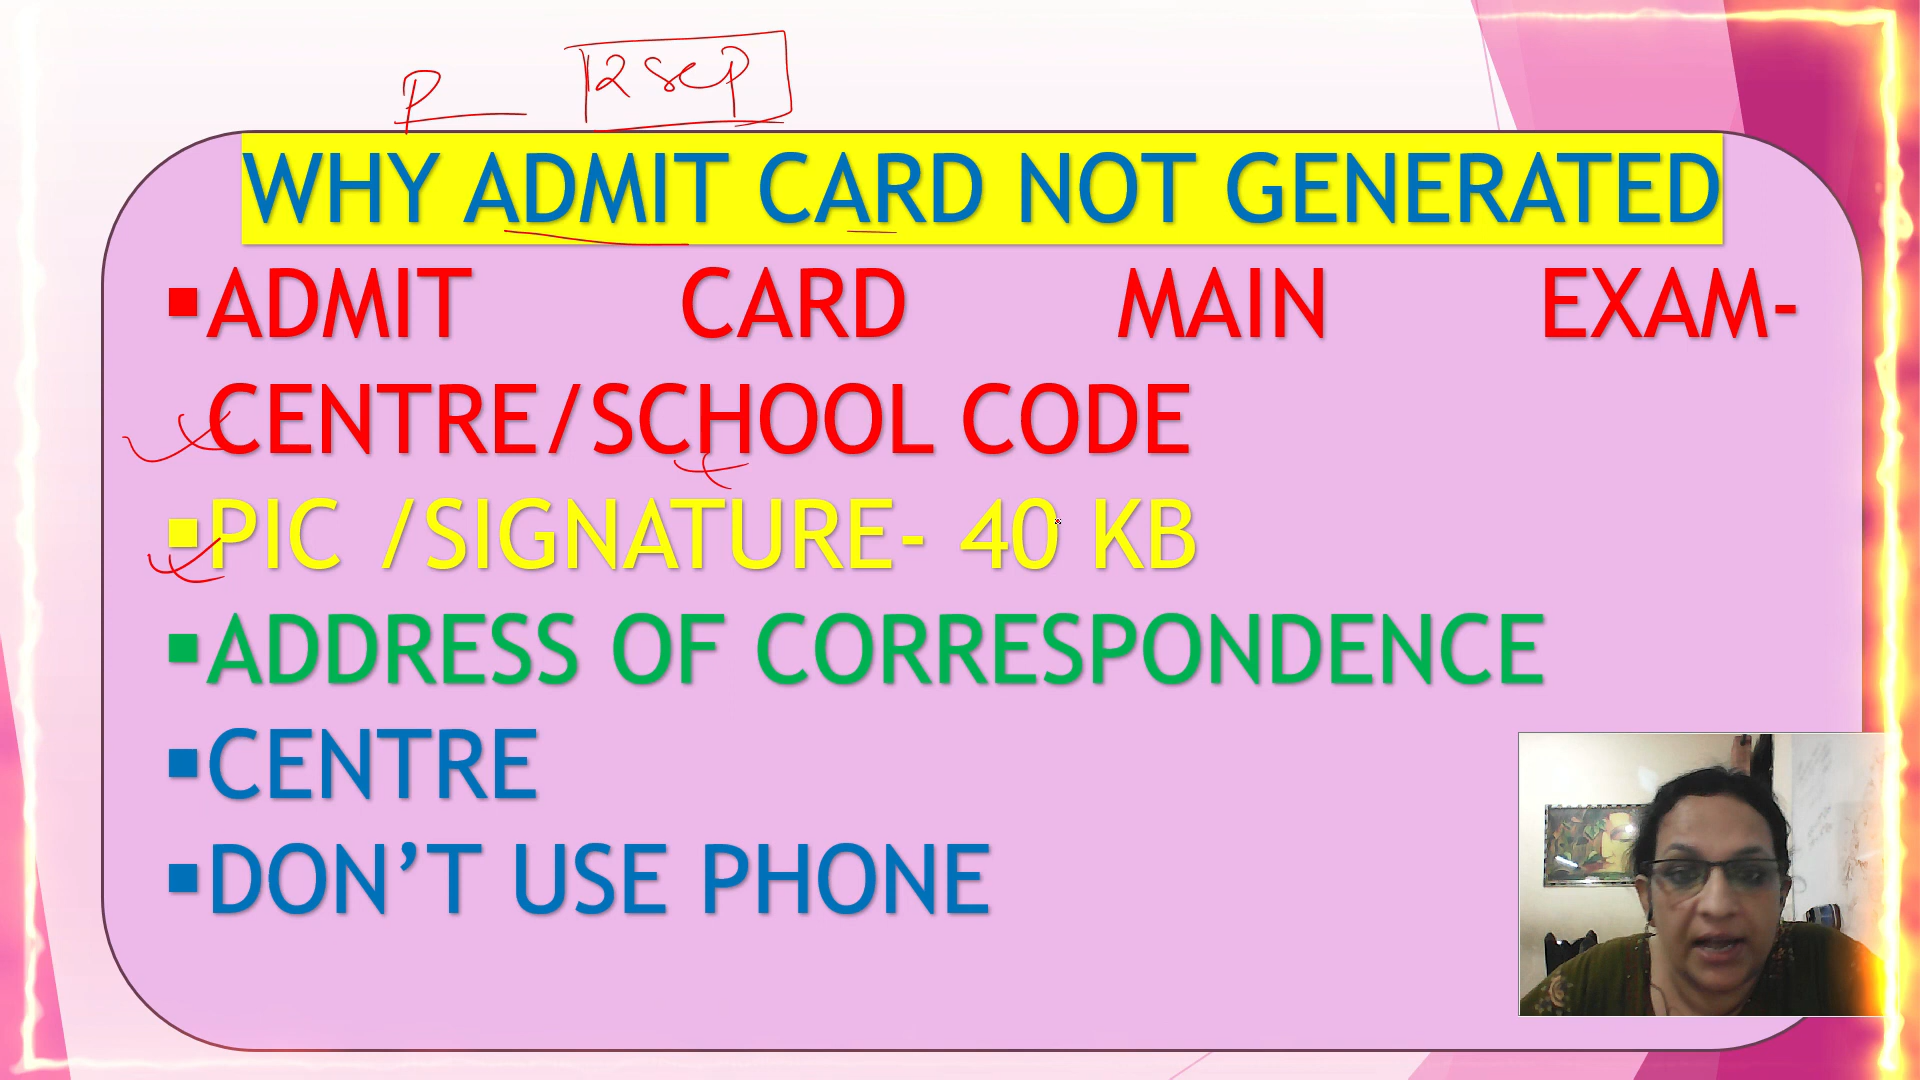 P 12 sep
WHY ADMIT CARD NOT GENERATED
▪ADMIT CARD MAIN EXAM-
CENTRE/SCHOOL CODE
▪PIC /SIGNATURE- 40 KB
▪ADDRESS OF CORRESPONDENCE
▪CENTRE
▪DON’T USE PHONE